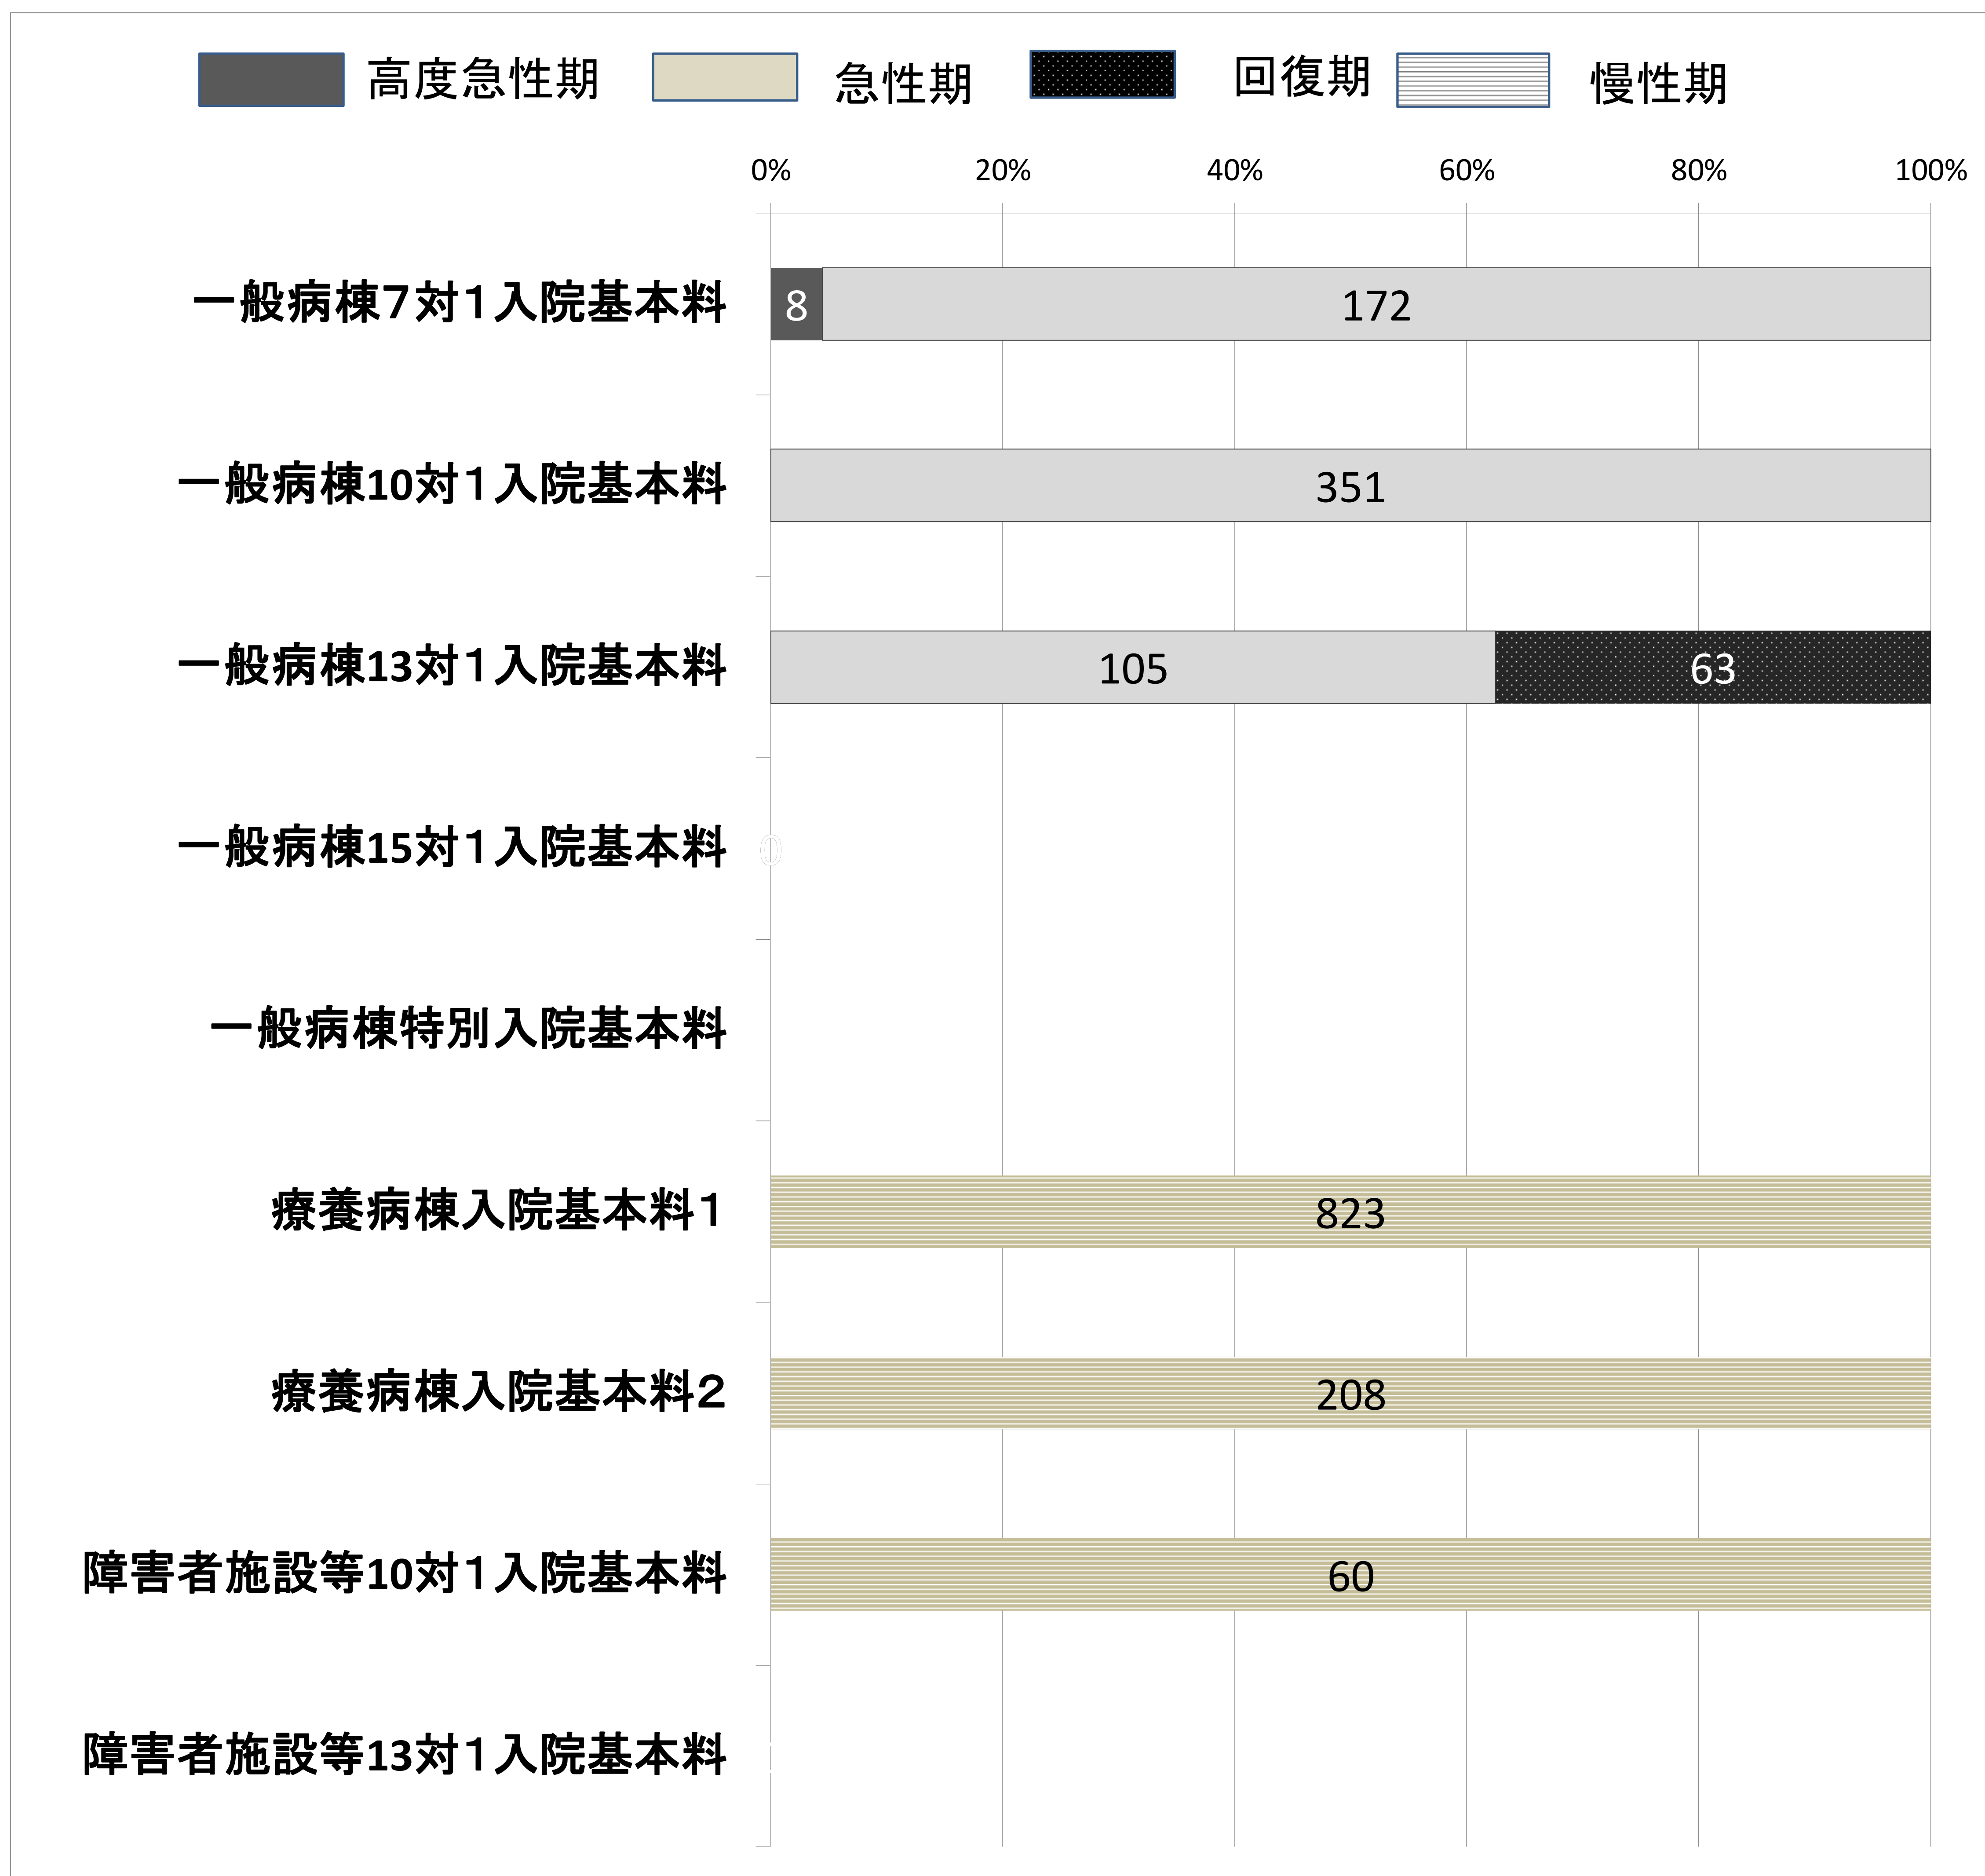 高度急性期 急性期 回復期 慢性期
0% 20% 40% 60% 80% 100%
一般病棟7対1入院基本料 8 172
一般病棟10対1入院基本料 351
一般病棟13対1入院基本料 105 63
一般病棟15対1入院基本料 0
一般病棟特別入院基本料
療養病棟入院基本料1 823
療養病棟入院基本料2 208
障害者施設等10対1入院基本料 60
障害者施設等13対1入院基本料